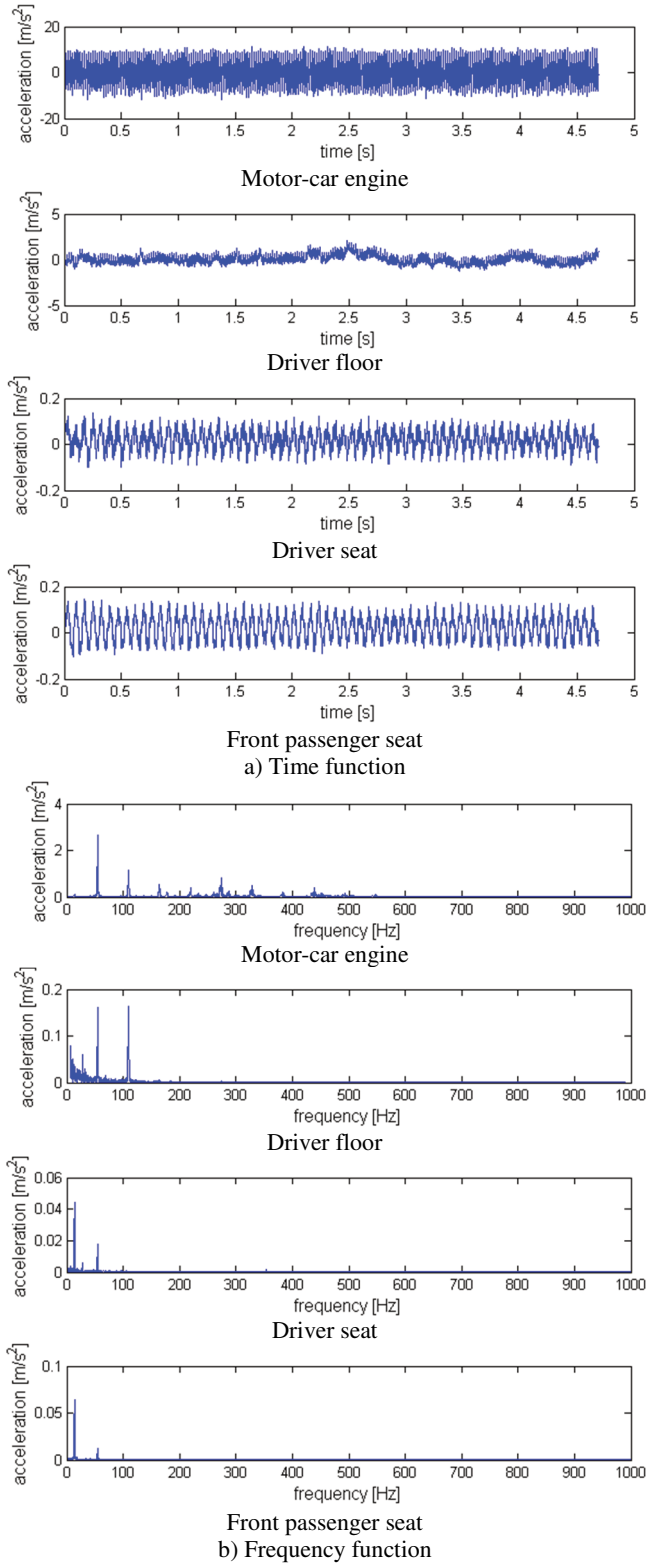 acceleration [m/s²]
20
0
-20
0 0.5 1 1.5 2 2.5 3 3.5 4 4.5 5
time [s]
Motor-car engine
acceleration [m/s²]
5
0
-5
0 0.5 1 1.5 2 2.5 3 3.5 4 4.5 5
time [s]
Driver floor
acceleration [m/s²]
0.2
0
-0.2
0 0.5 1 1.5 2 2.5 3 3.5 4 4.5 5
time [s]
Driver seat
acceleration [m/s²]
0.2
0
-0.2
0 0.5 1 1.5 2 2.5 3 3.5 4 4.5 5
time [s]
Front passenger seat
a) Time function
acceleration [m/s²]
4
2
0
0 100 200 300 400 500 600 700 800 900 1000
frequency [Hz]
Motor-car engine
acceleration [m/s²]
0.2
0.1
0
0 100 200 300 400 500 600 700 800 900 1000
frequency [Hz]
Driver floor
acceleration [m/s²]
0.06
0.04
0.02
0
0 100 200 300 400 500 600 700 800 900 1000
frequency [Hz]
Driver seat
acceleration [m/s²]
0.1
0.05
0
0 100 200 300 400 500 600 700 800 900 1000
frequency [Hz]
Front passenger seat
b) Frequency function